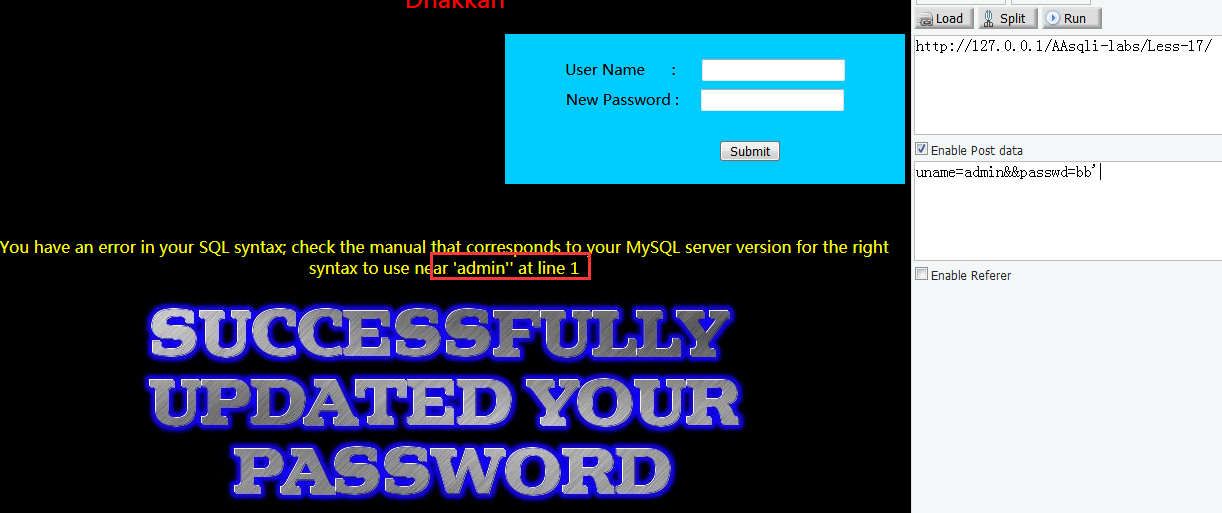 Dhakkan
User Name :
New Password :
Submit
You have an error in your SQL syntax; check the manual that corresponds to your MySQL server version for the right
syntax to use near 'admin'' at line 1
SUCCESSFULLY
UPDATED YOUR
PASSWORD
Load Split Run
http://127.0.0.1/AAsqli-labs/Less-17/
Enable Post data
uname=admin&&passwd=bb'
Enable Referer